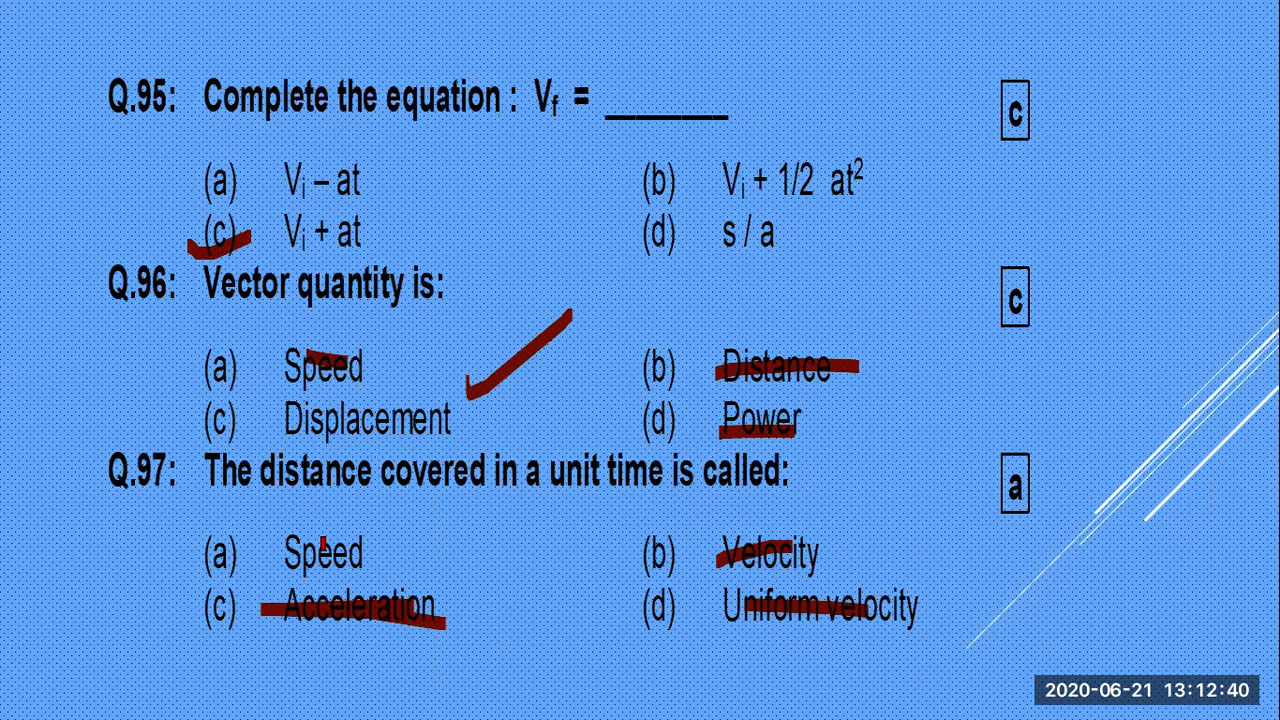 Q.95: Complete the equation : Vf = ______ c
(a) Vi – at (b) Vi + 1/2 at²
(c) Vi + at (d) s / a
Q.96: Vector quantity is: c
(a) Speed (b) Distance
(c) Displacement (d) Power
Q.97: The distance covered in a unit time is called: a
(a) Speed (b) Velocity
(c) Acceleration (d) Uniform velocity
2020-06-21 13:12:40